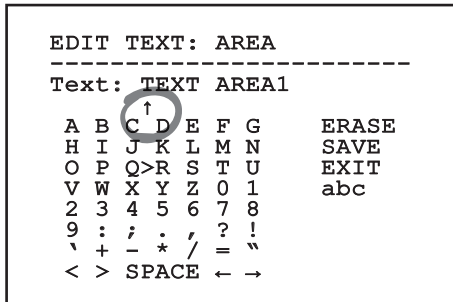 EDIT TEXT: AREA
------------------------
Text: TEXT AREA1
↑
A B C D E F G ERASE
H I J K L M N SAVE
O P Q>R S T U EXIT
V W X Y Z 0 1 abc
2 3 4 5 6 7 8
9 : ; . , ? !
‵ + - * / = ‶
< > SPACE ← →